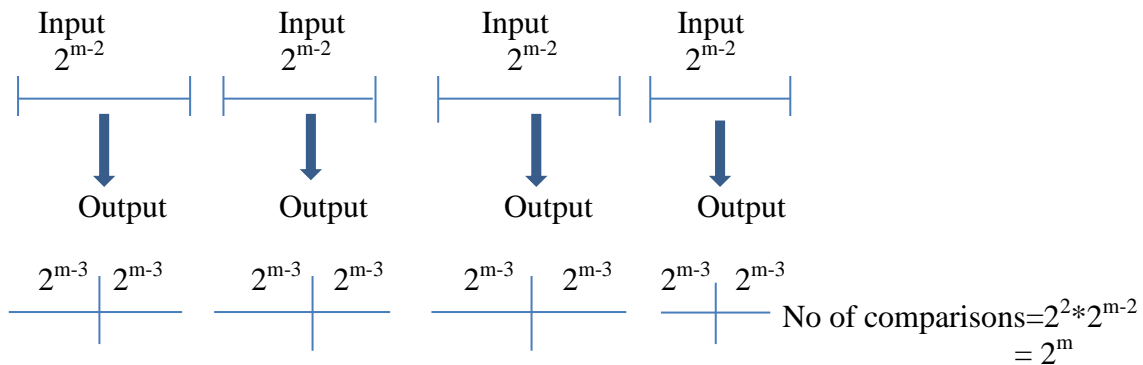 Input Input Input Input
2^{m-2} 2^{m-2} 2^{m-2} 2^{m-2}
Output Output Output Output
2^{m-3} 2^{m-3} 2^{m-3} 2^{m-3} 2^{m-3} 2^{m-3} 2^{m-3} 2^{m-3}
No of comparisons=2^{2}*2^{m-2}
= 2^{m}